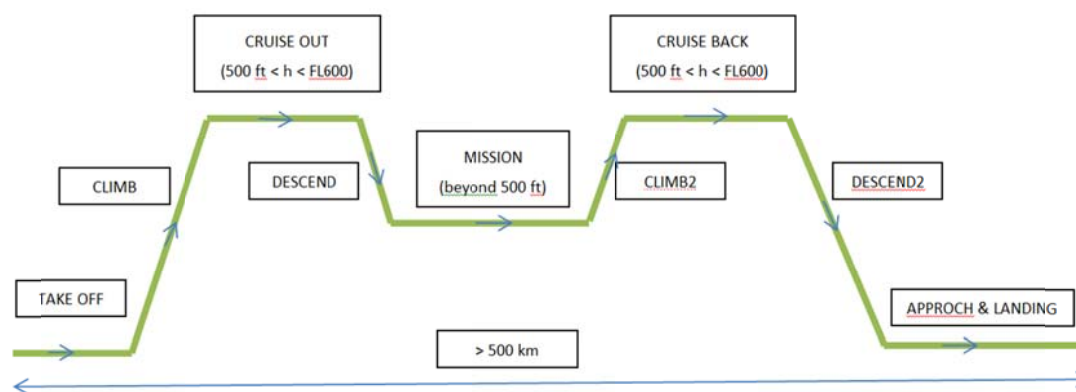 CRUISE OUT
(500 ft < h < FL600)
CRUISE BACK
(500 ft < h < FL600)
MISSION
(beyond 500 ft)
CLIMB
DESCEND
CLIMB2
DESCEND2
TAKE OFF
APPROCH & LANDING
> 500 km